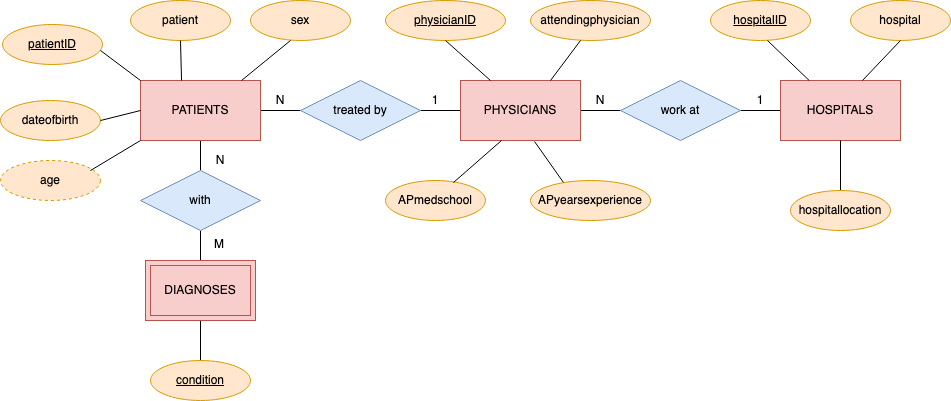 patient
sex
physicianID
attendingphysician
hospitalID
hospital
patientID
PATIENTS
N
treated by
1
PHYSICIANS
N
work at
1
HOSPITALS
dateofbirth
age
N
with
APmedschool
APyearsexperience
hospitallocation
M
DIAGNOSES
condition